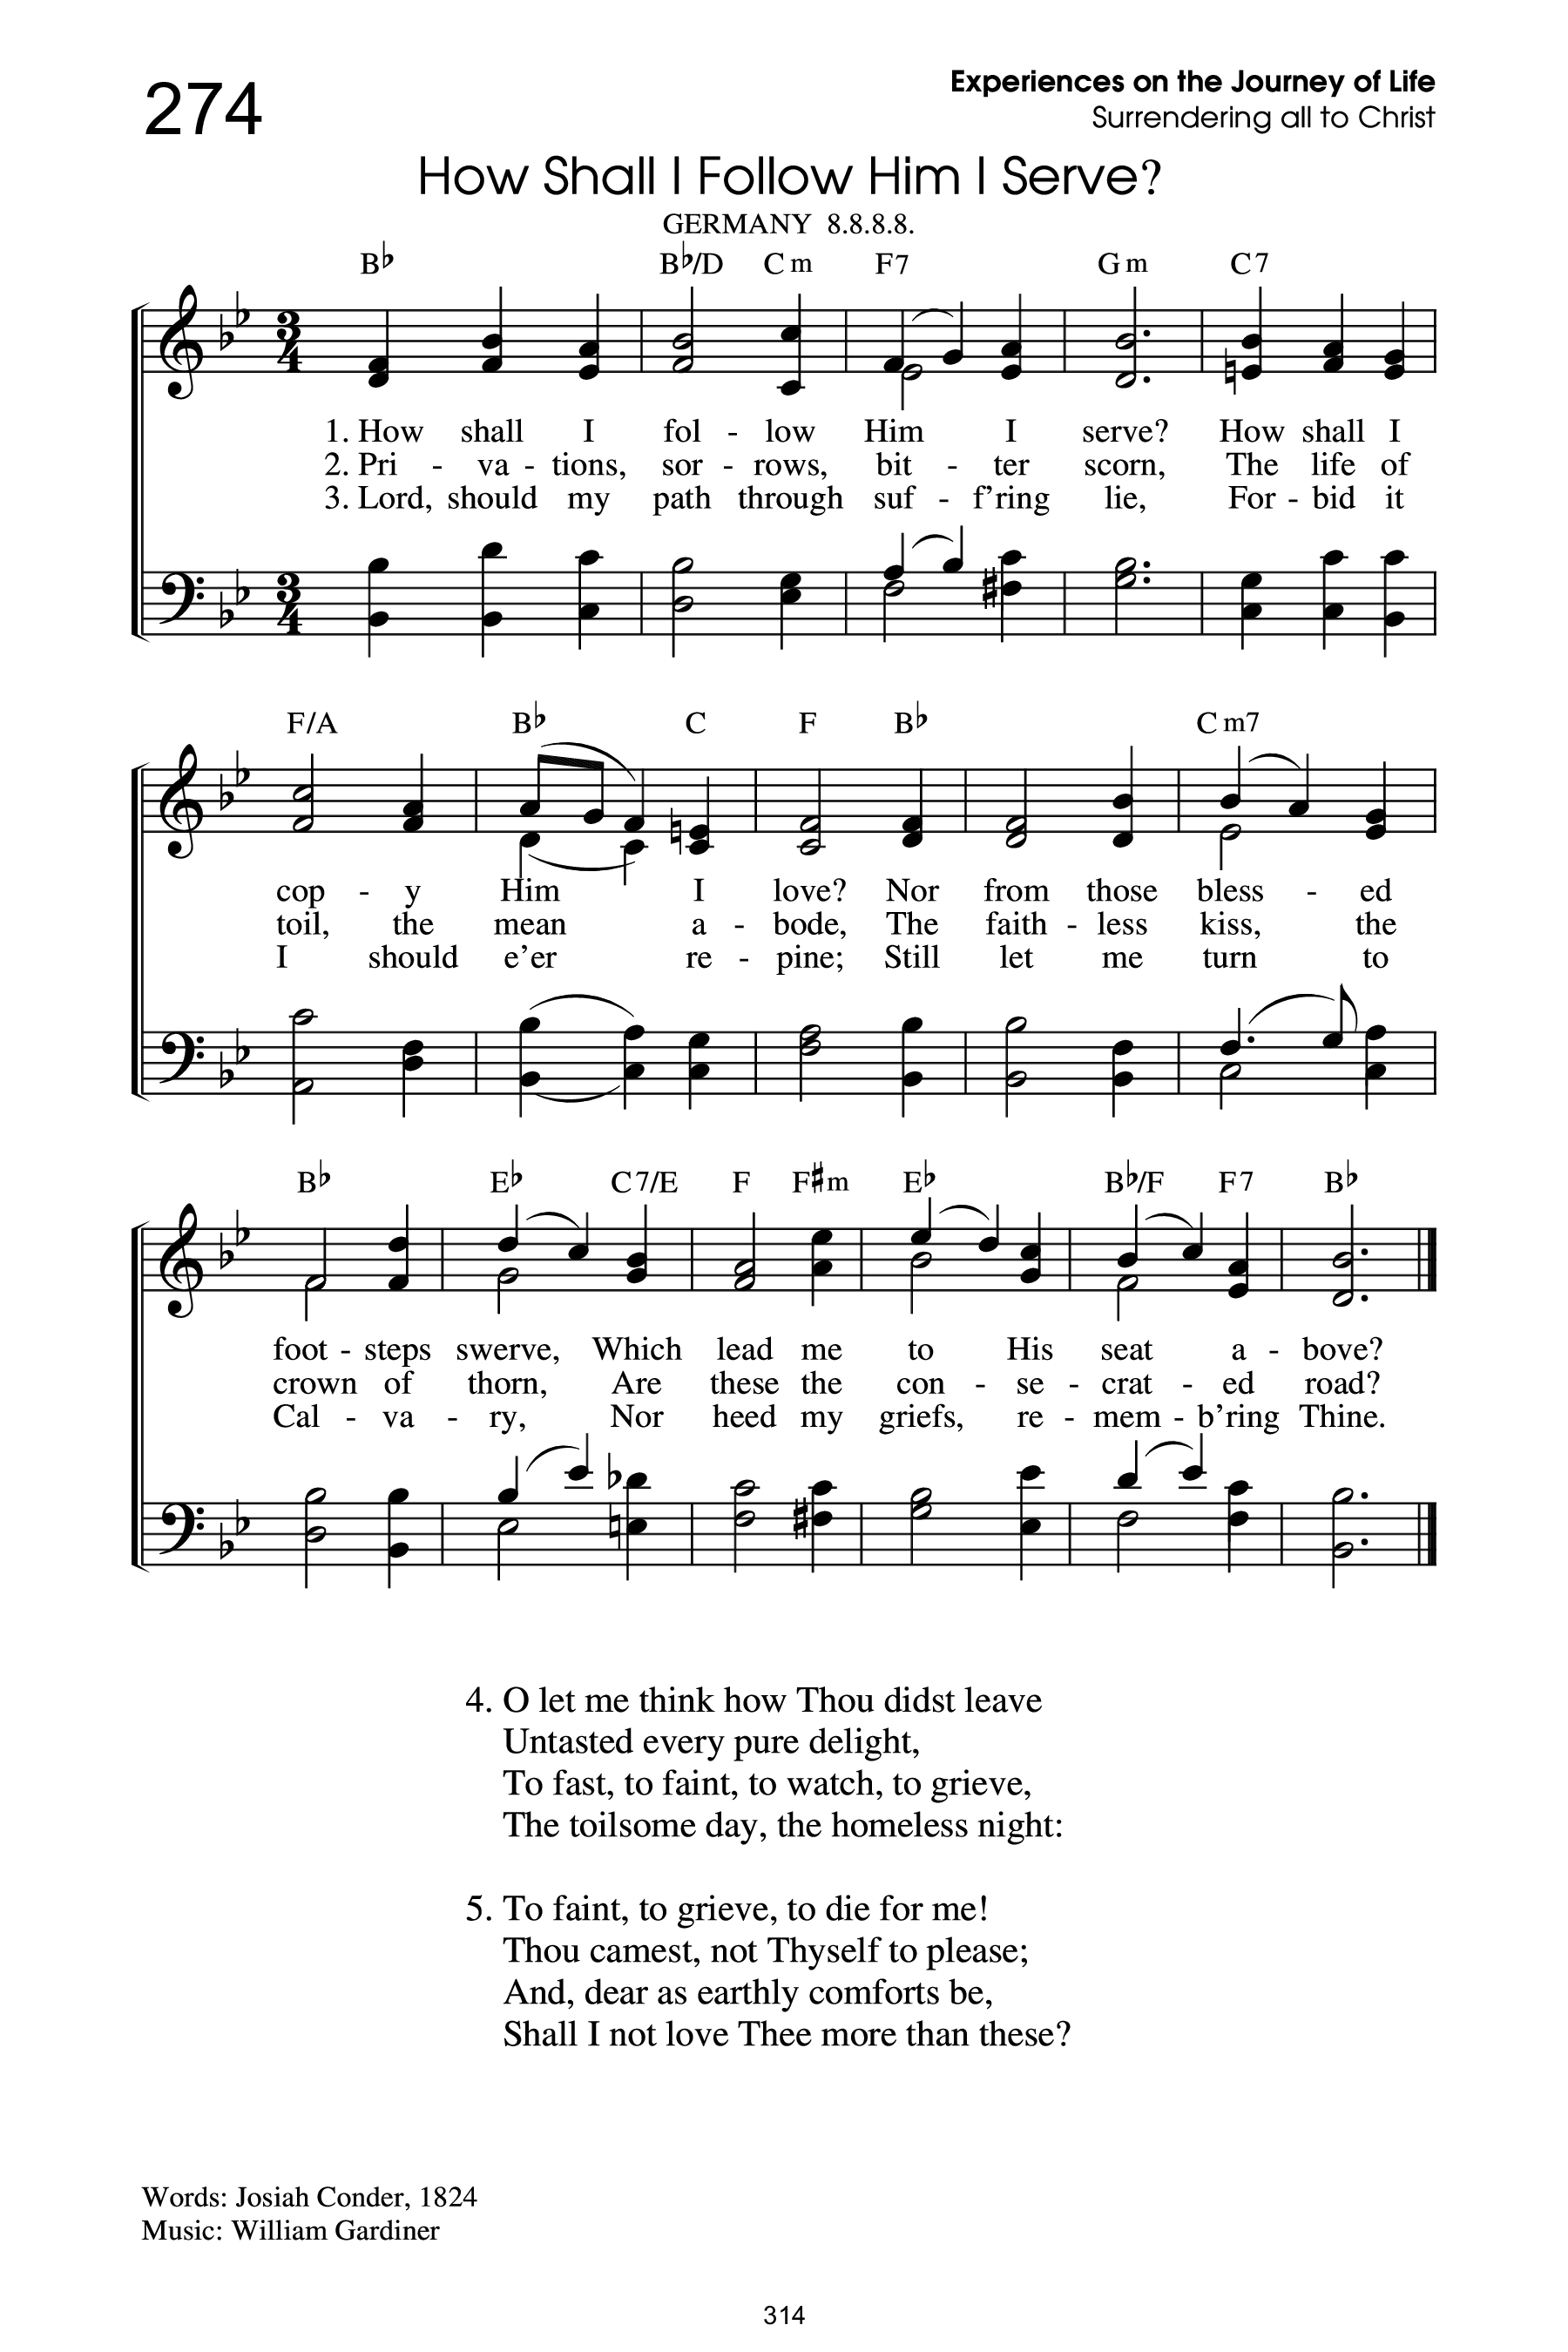 274
Experiences on the Journey of Life
Surrendering all to Christ
How Shall I Follow Him I Serve?
GERMANY 8.8.8.8.
B♭ B♭/D Cm F7 Gm C7
1. How shall I fol - low Him I serve? How shall I
2. Pri - va - tions, sor - rows, bit - ter scorn, The life of
3. Lord, should my path through suf - f'ring lie, For - bid it
F/A B♭ C F B♭ Cm7
cop - y Him I love? Nor from those bless - ed
toil, the mean a - bode, The faith - less kiss, the
I should e'er re - pine; Still let me turn to
B♭ E♭ C7/E F F♯m E♭ B♭/F F7 B♭
foot - steps swerve, Which lead me to His seat a - bove?
crown of thorn, Are these the con - se - crat - ed road?
Cal - va - ry, Nor heed my griefs, re - mem - b'ring Thine.
4. O let me think how Thou didst leave
Untasted every pure delight,
To fast, to faint, to watch, to grieve,
The toilsome day, the homeless night:
5. To faint, to grieve, to die for me!
Thou camest, not Thyself to please;
And, dear as earthly comforts be,
Shall I not love Thee more than these?
Words: Josiah Conder, 1824
Music: William Gardiner
314